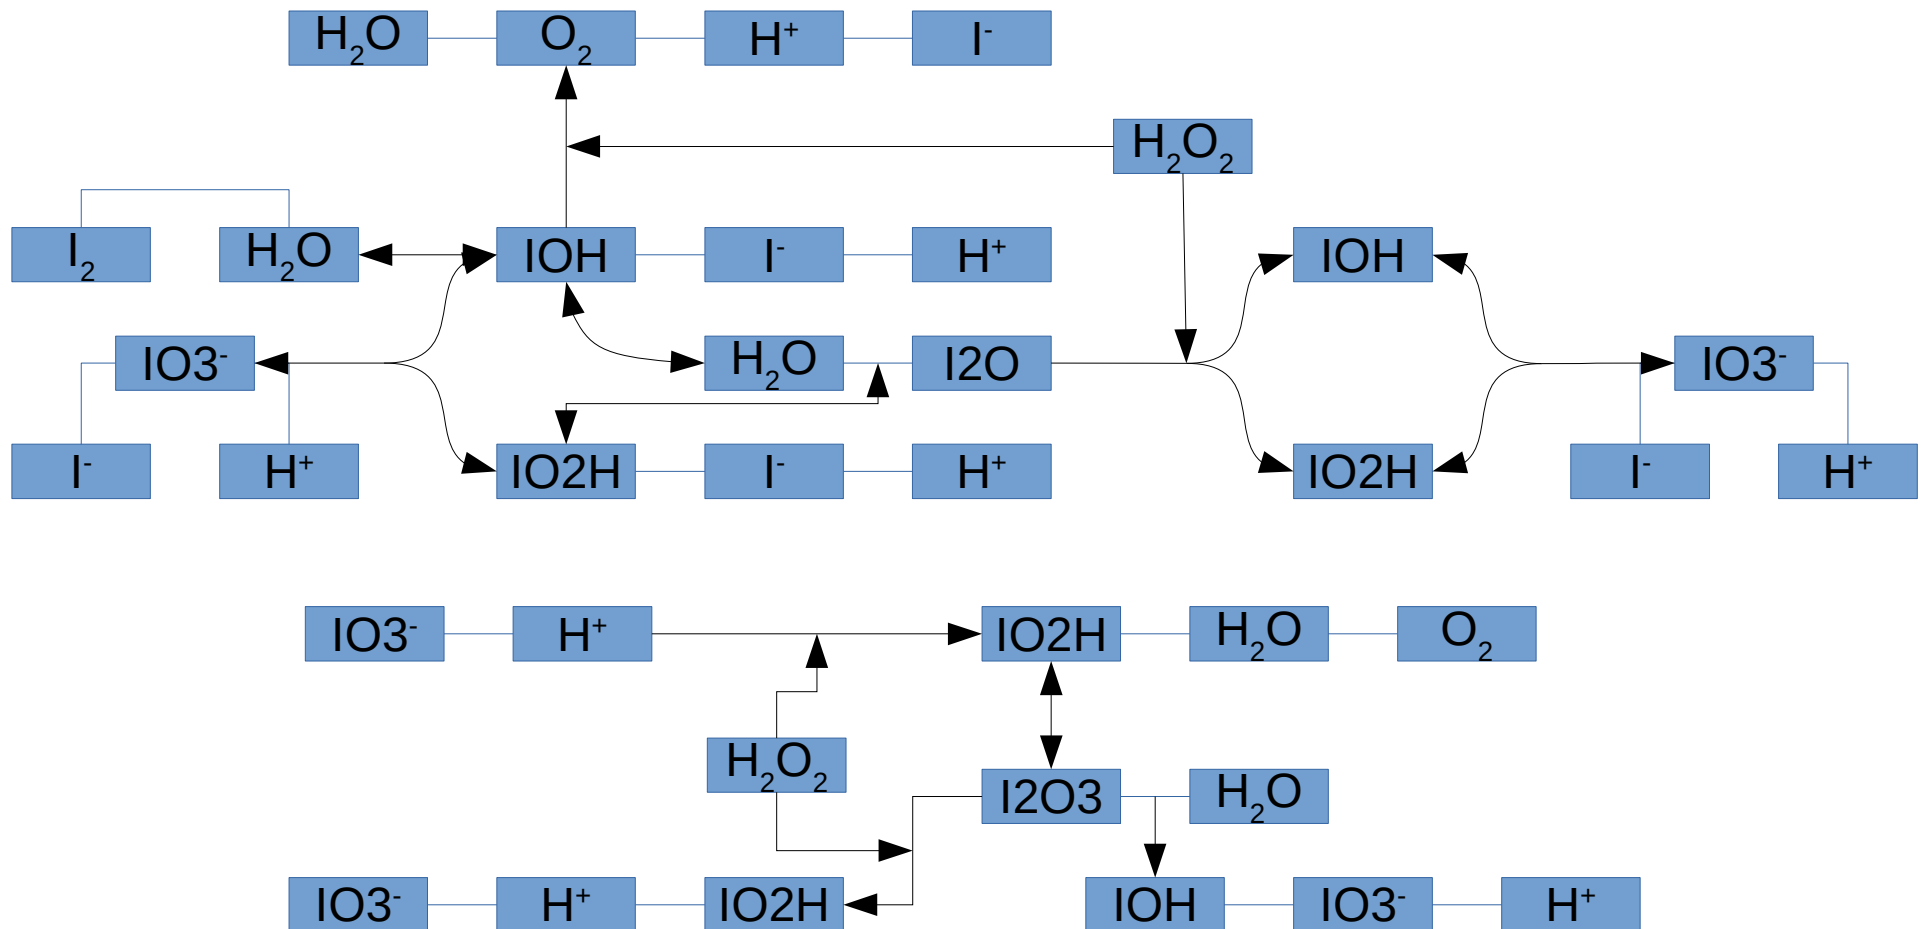 H₂O O₂ H⁺ I⁻
H₂O₂
I₂ H₂O IOH I⁻ H⁺ IOH
IO3⁻ H₂O I2O IO3⁻
I⁻ H⁺ IO2H I⁻ H⁺ IO2H I⁻ H⁺
IO3⁻ H⁺ IO2H H₂O O₂
H₂O₂
I2O3 H₂O
IO3⁻ H⁺ IO2H IOH IO3⁻ H⁺